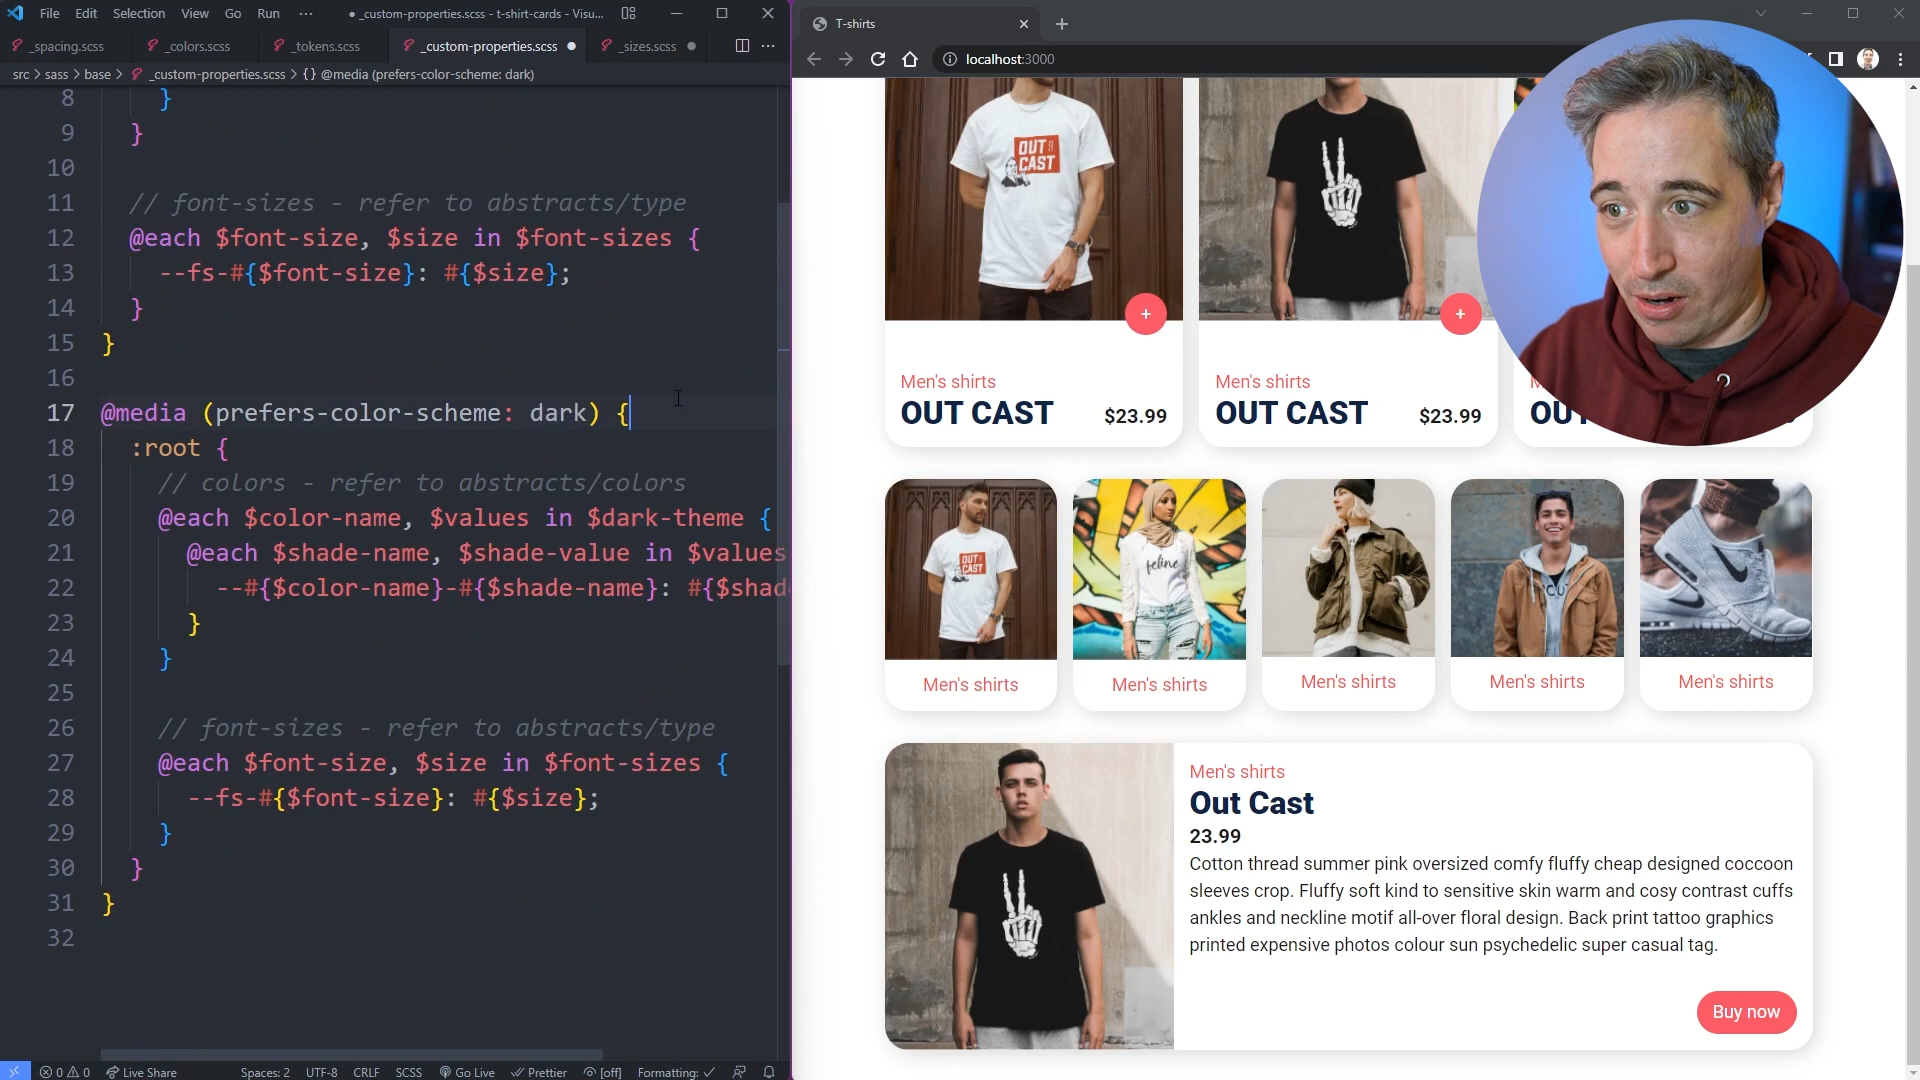 File Edit Selection View Go Run ··· ● _custom-properties.scss - t-shirt-cards - Visu...
_spacing.scss _colors.scss _tokens.scss _custom-properties.scss _sizes.scss
src > sass > base > _custom-properties.scss > {} @media (prefers-color-scheme: dark)
8 }
9 }
10
11 // font-sizes - refer to abstracts/type
12 @each $font-size, $size in $font-sizes {
13 --fs-#{$font-size}: #{$size};
14 }
15 }
16
17 @media (prefers-color-scheme: dark) {
18 :root {
19 // colors - refer to abstracts/colors
20 @each $color-name, $values in $dark-theme {
21 @each $shade-name, $shade-value in $values
22 --#{$color-name}-#{$shade-name}: #{$shad
23 }
24 }
25
26 // font-sizes - refer to abstracts/type
27 @each $font-size, $size in $font-sizes {
28 --fs-#{$font-size}: #{$size};
29 }
30 }
31 }
32
0 0 Live Share Spaces: 2 UTF-8 CRLF SCSS Go Live Prettier [off] Formatting: ✓
T-shirts
localhost:3000
OUT
CAST
+ +
Men's shirts Men's shirts
OUT CAST $23.99 OUT CAST $23.99
OUT
CAST
feline
Men's shirts Men's shirts Men's shirts Men's shirts Men's shirts
Men's shirts
Out Cast
23.99
Cotton thread summer pink oversized comfy fluffy cheap designed coccoon
sleeves crop. Fluffy soft kind to sensitive skin warm and cosy contrast cuffs
ankles and neckline motif all-over floral design. Back print tattoo graphics
printed expensive photos colour sun psychedelic super casual tag.
Buy now